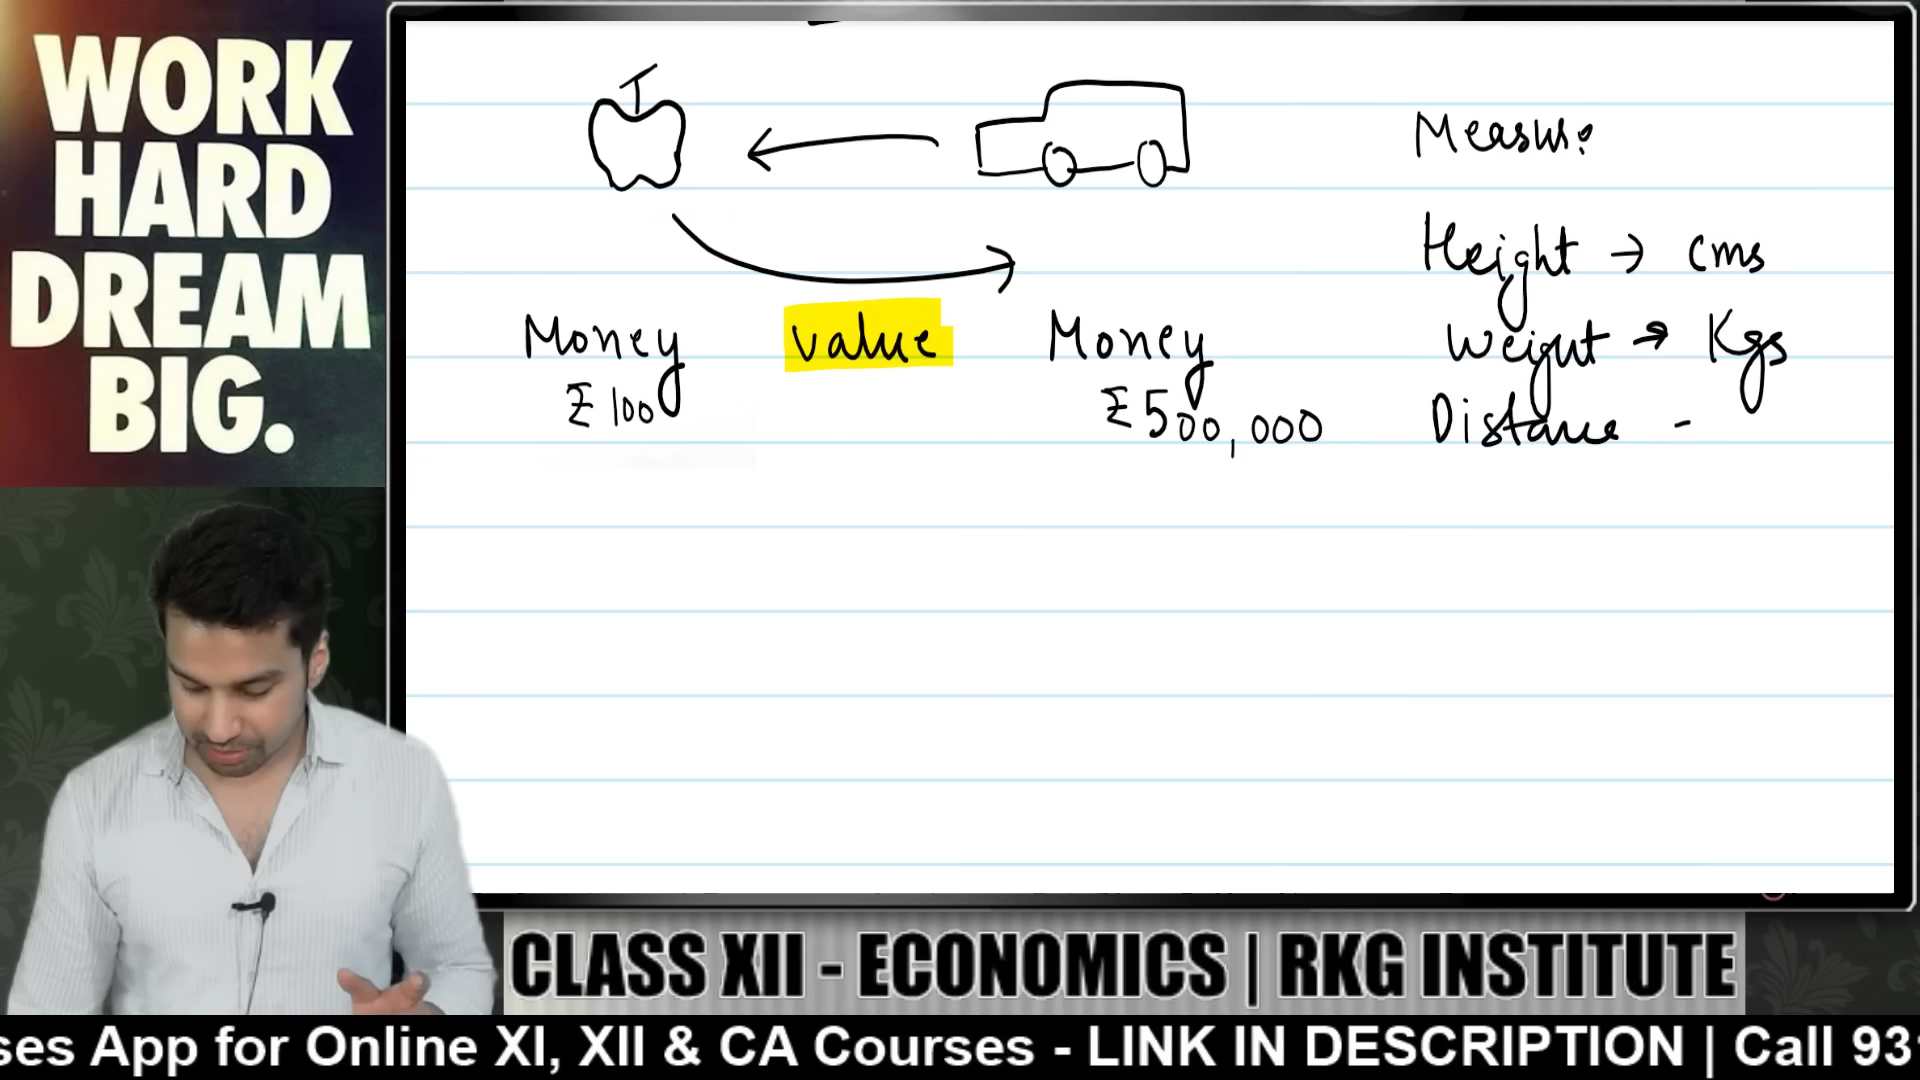 WORK
HARD
DREAM
BIG.
Measure
Height → cms
Money value Money
Weight → Kgs
₹100 ₹500,000
Distance -
CLASS XII - ECONOMICS | RKG INSTITUTE
ses App for Online XI, XII & CA Courses - LINK IN DESCRIPTION | Call 93